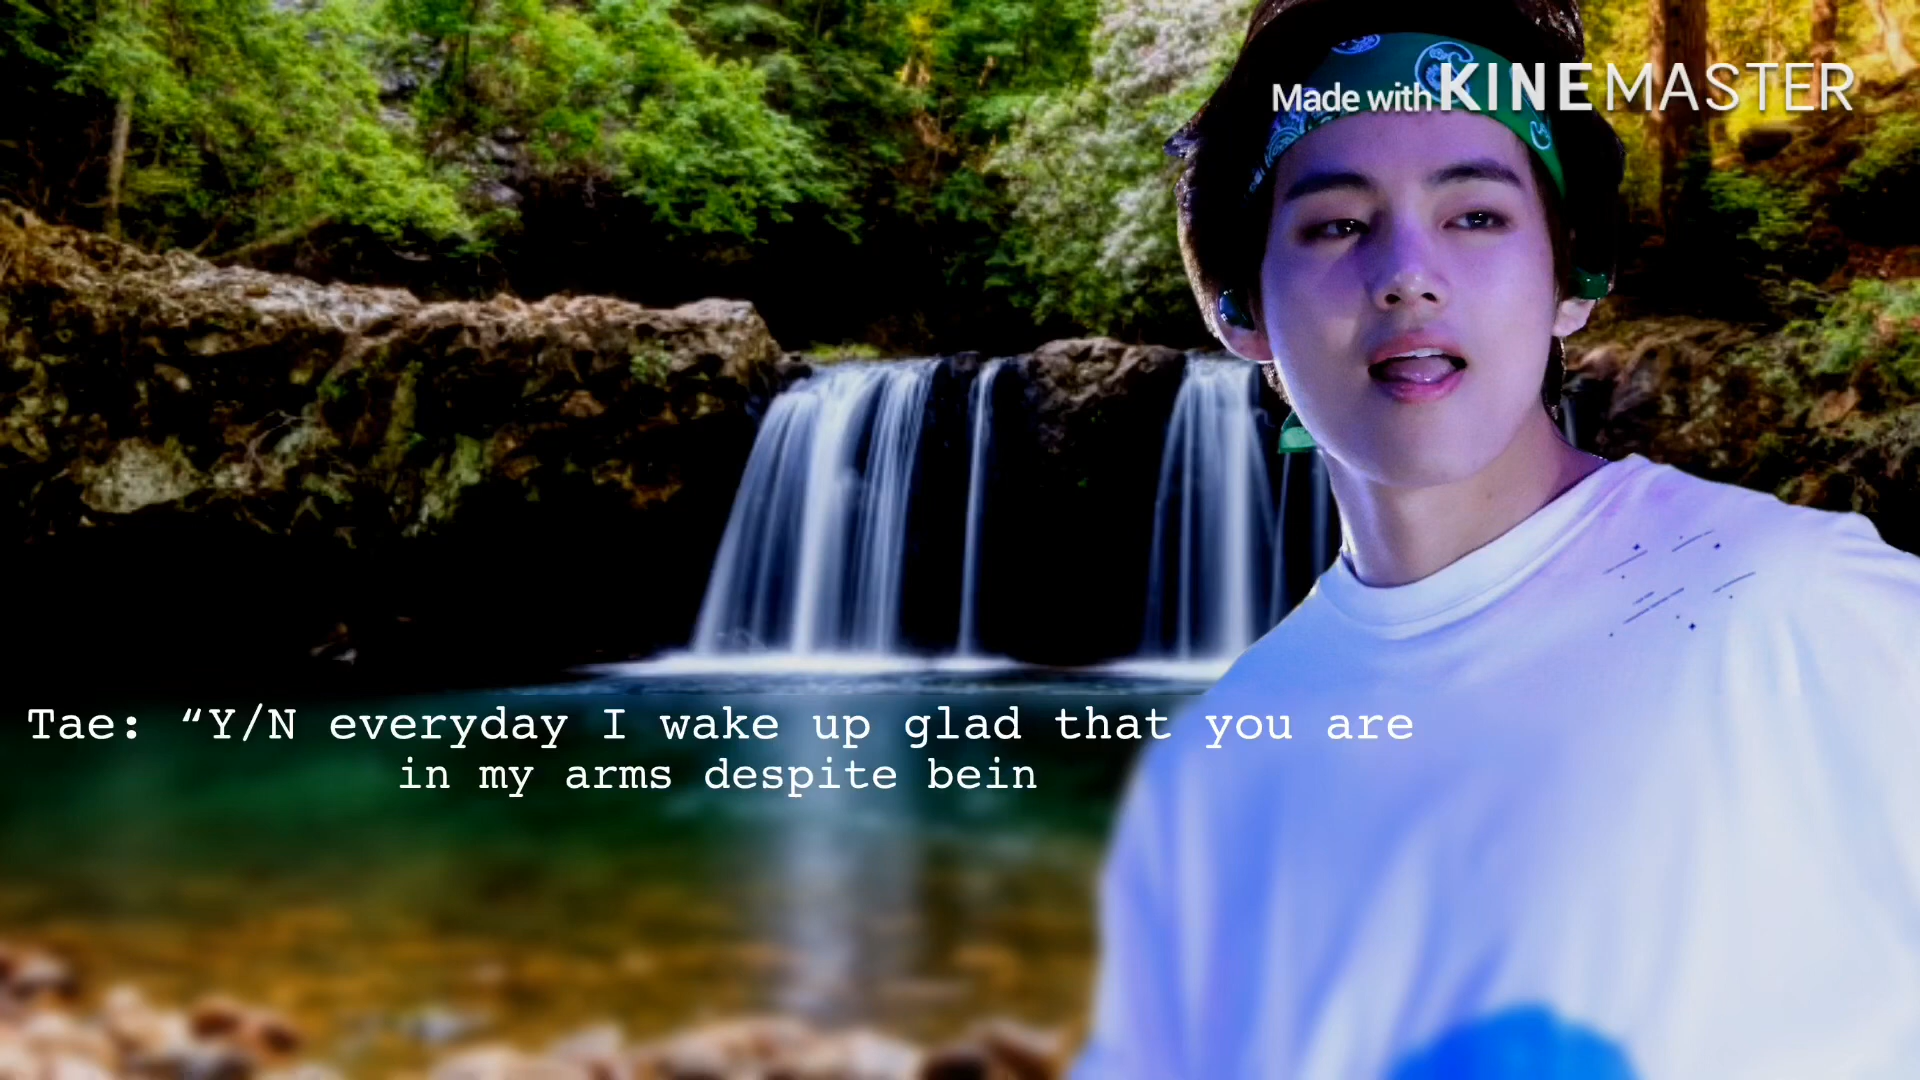 Made with KINEMASTER
Tae: “Y/N everyday I wake up glad that you are
in my arms despite bein